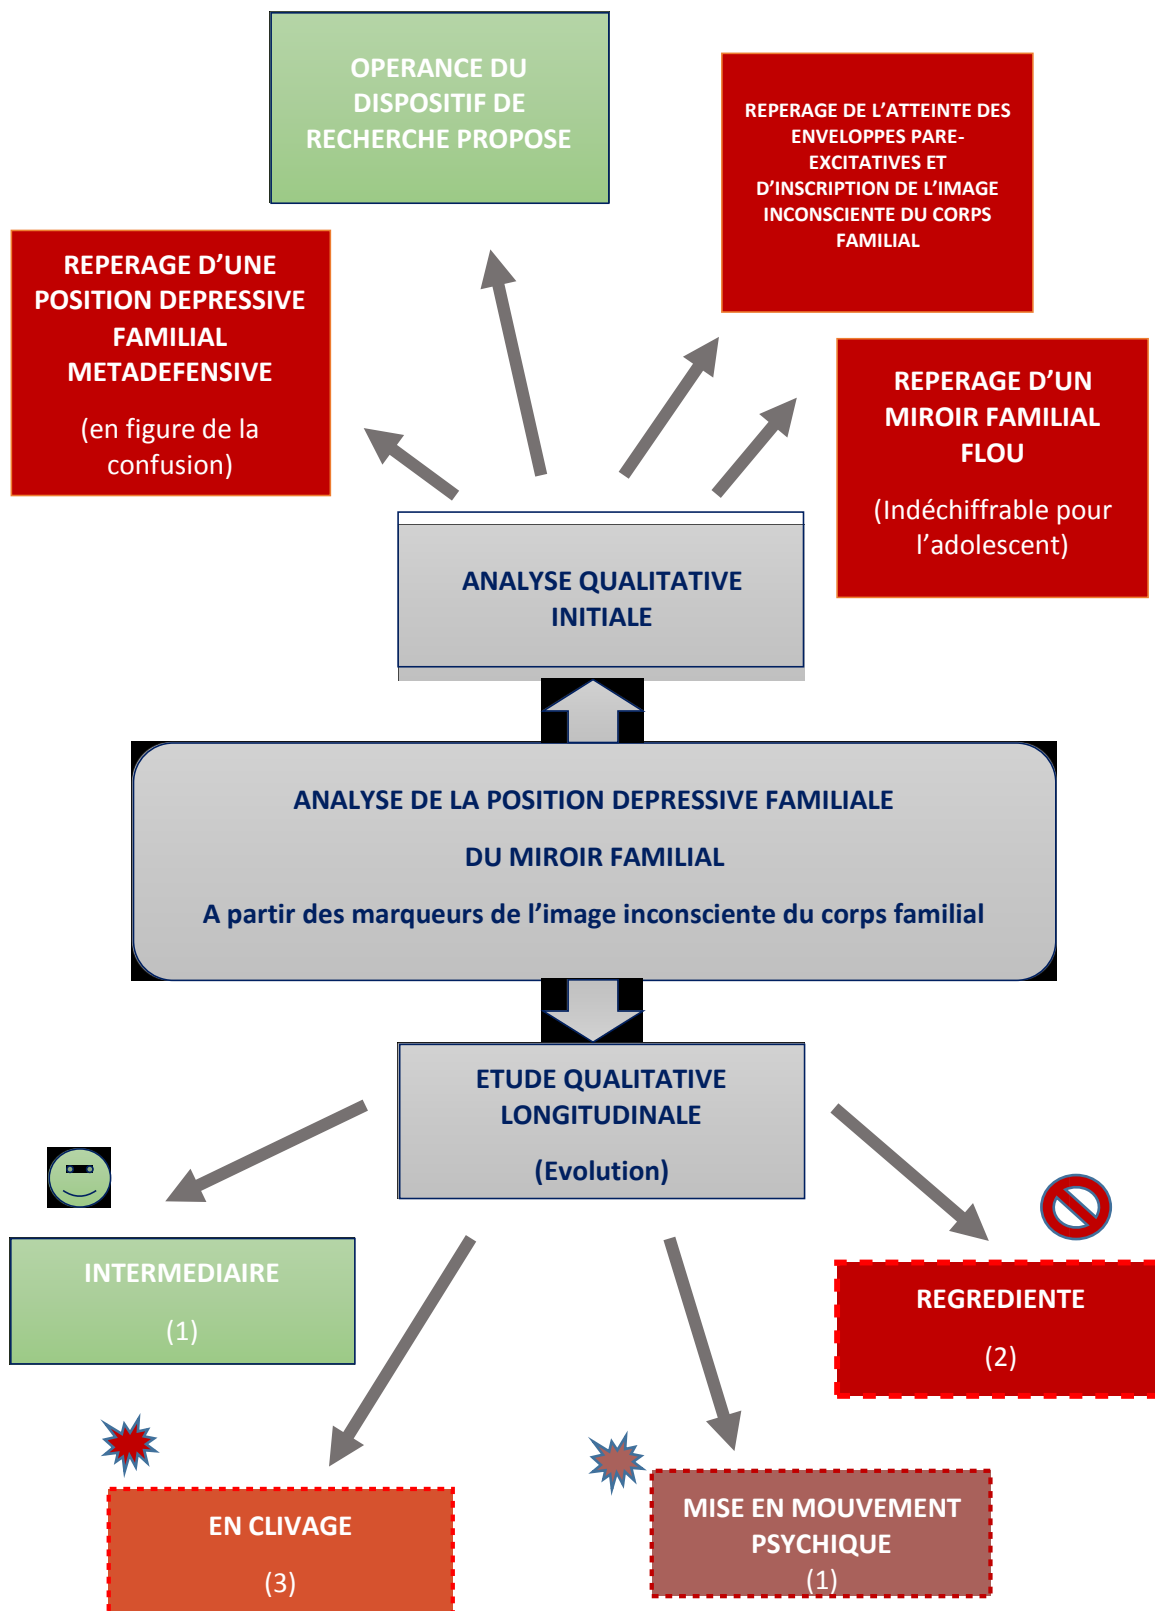 OPERANCE DU
DISPOSITIF DE
RECHERCHE PROPOSE
REPERAGE DE L’ATTEINTE DES
ENVELOPPES PARE-
EXCITATIVES ET
D’INSCRIPTION DE L’IMAGE
INCONSCIENTE DU CORPS
FAMILIAL
REPERAGE D’UNE
POSITION DEPRESSIVE
FAMILIAL
METADEFENSIVE
(en figure de la
confusion)
REPERAGE D’UN
MIROIR FAMILIAL
FLOU
(Indéchiffrable pour
l’adolescent)
ANALYSE QUALITATIVE
INITIALE
ANALYSE DE LA POSITION DEPRESSIVE FAMILIALE
DU MIROIR FAMILIAL
A partir des marqueurs de l’image inconsciente du corps familial
ETUDE QUALITATIVE
LONGITUDINALE
(Evolution)
INTERMEDIAIRE
(1)
REGREDIENTE
(2)
EN CLIVAGE
(3)
MISE EN MOUVEMENT
PSYCHIQUE
(1)